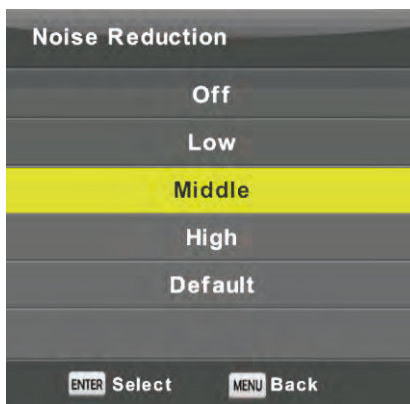 Noise Reduction
Off
Low
Middle
High
Default
ENTER Select MENU Back